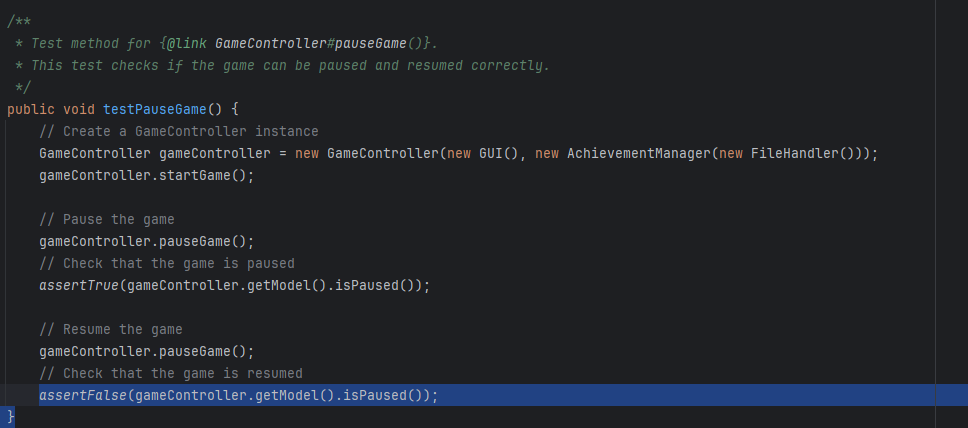 /**
 * Test method for {@link GameController#pauseGame()}.
 * This test checks if the game can be paused and resumed correctly.
 */
public void testPauseGame() {
    // Create a GameController instance
    GameController gameController = new GameController(new GUI(), new AchievementManager(new FileHandler()));
    gameController.startGame();

    // Pause the game
    gameController.pauseGame();
    // Check that the game is paused
    assertTrue(gameController.getModel().isPaused());

    // Resume the game
    gameController.pauseGame();
    // Check that the game is resumed
    assertFalse(gameController.getModel().isPaused());
}